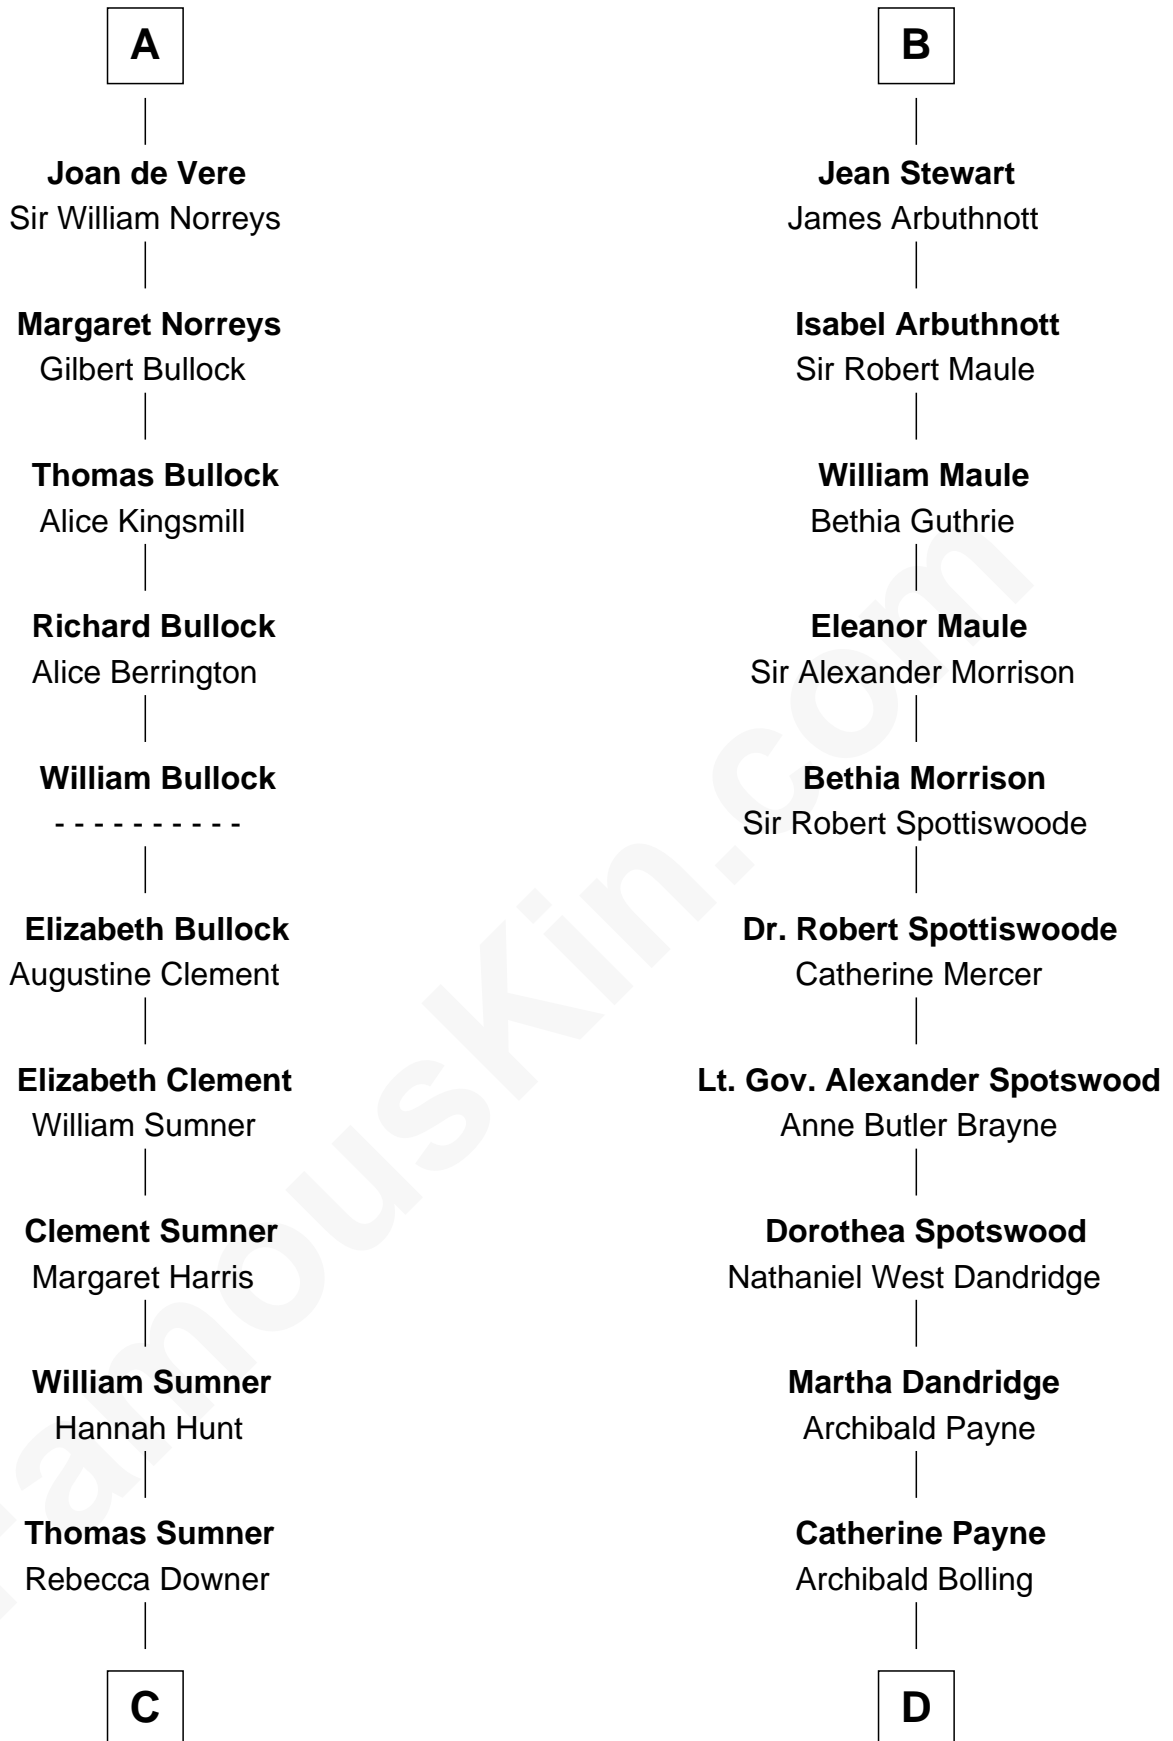 A
Joan de Vere
Sir William Norreys
Margaret Norreys
Gilbert Bullock
Thomas Bullock
Alice Kingsmill
Richard Bullock
Alice Berrington
William Bullock
- - - - - - - - - -
Elizabeth Bullock
Augustine Clement
Elizabeth Clement
William Sumner
Clement Sumner
Margaret Harris
William Sumner
Hannah Hunt
Thomas Sumner
Rebecca Downer
C
B
Jean Stewart
James Arbuthnott
Isabel Arbuthnott
Sir Robert Maule
William Maule
Bethia Guthrie
Eleanor Maule
Sir Alexander Morrison
Bethia Morrison
Sir Robert Spottiswoode
Dr. Robert Spottiswoode
Catherine Mercer
Lt. Gov. Alexander Spotswood
Anne Butler Brayne
Dorothea Spotswood
Nathaniel West Dandridge
Martha Dandridge
Archibald Payne
Catherine Payne
Archibald Bolling
D
FamousKin.com